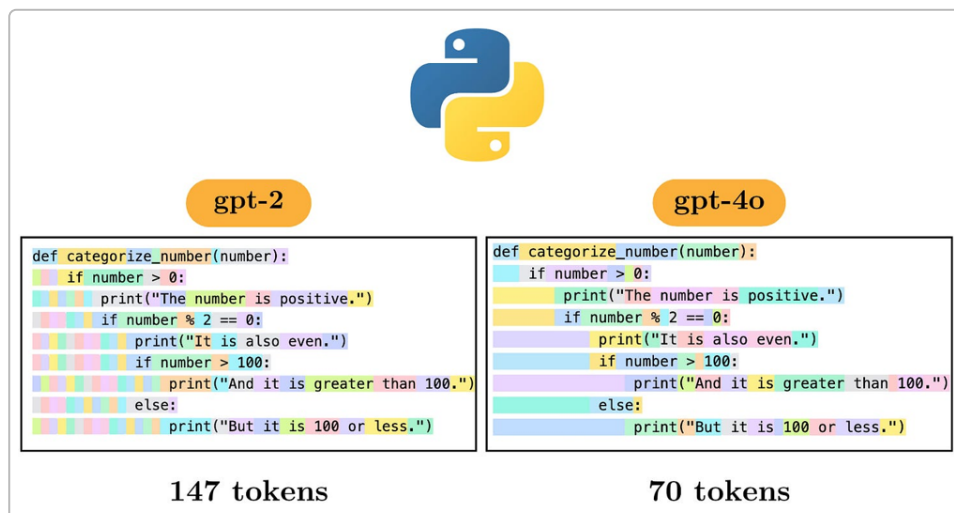 gpt-2
def categorize_number(number):
    if number > 0:
        print("The number is positive.")
        if number % 2 == 0:
            print("It is also even.")
            if number > 100:
                print("And it is greater than 100.")
            else:
                print("But it is 100 or less.")
147 tokens
gpt-4o
def categorize_number(number):
    if number > 0:
        print("The number is positive.")
        if number % 2 == 0:
            print("It is also even.")
            if number > 100:
                print("And it is greater than 100.")
            else:
                print("But it is 100 or less.")
70 tokens